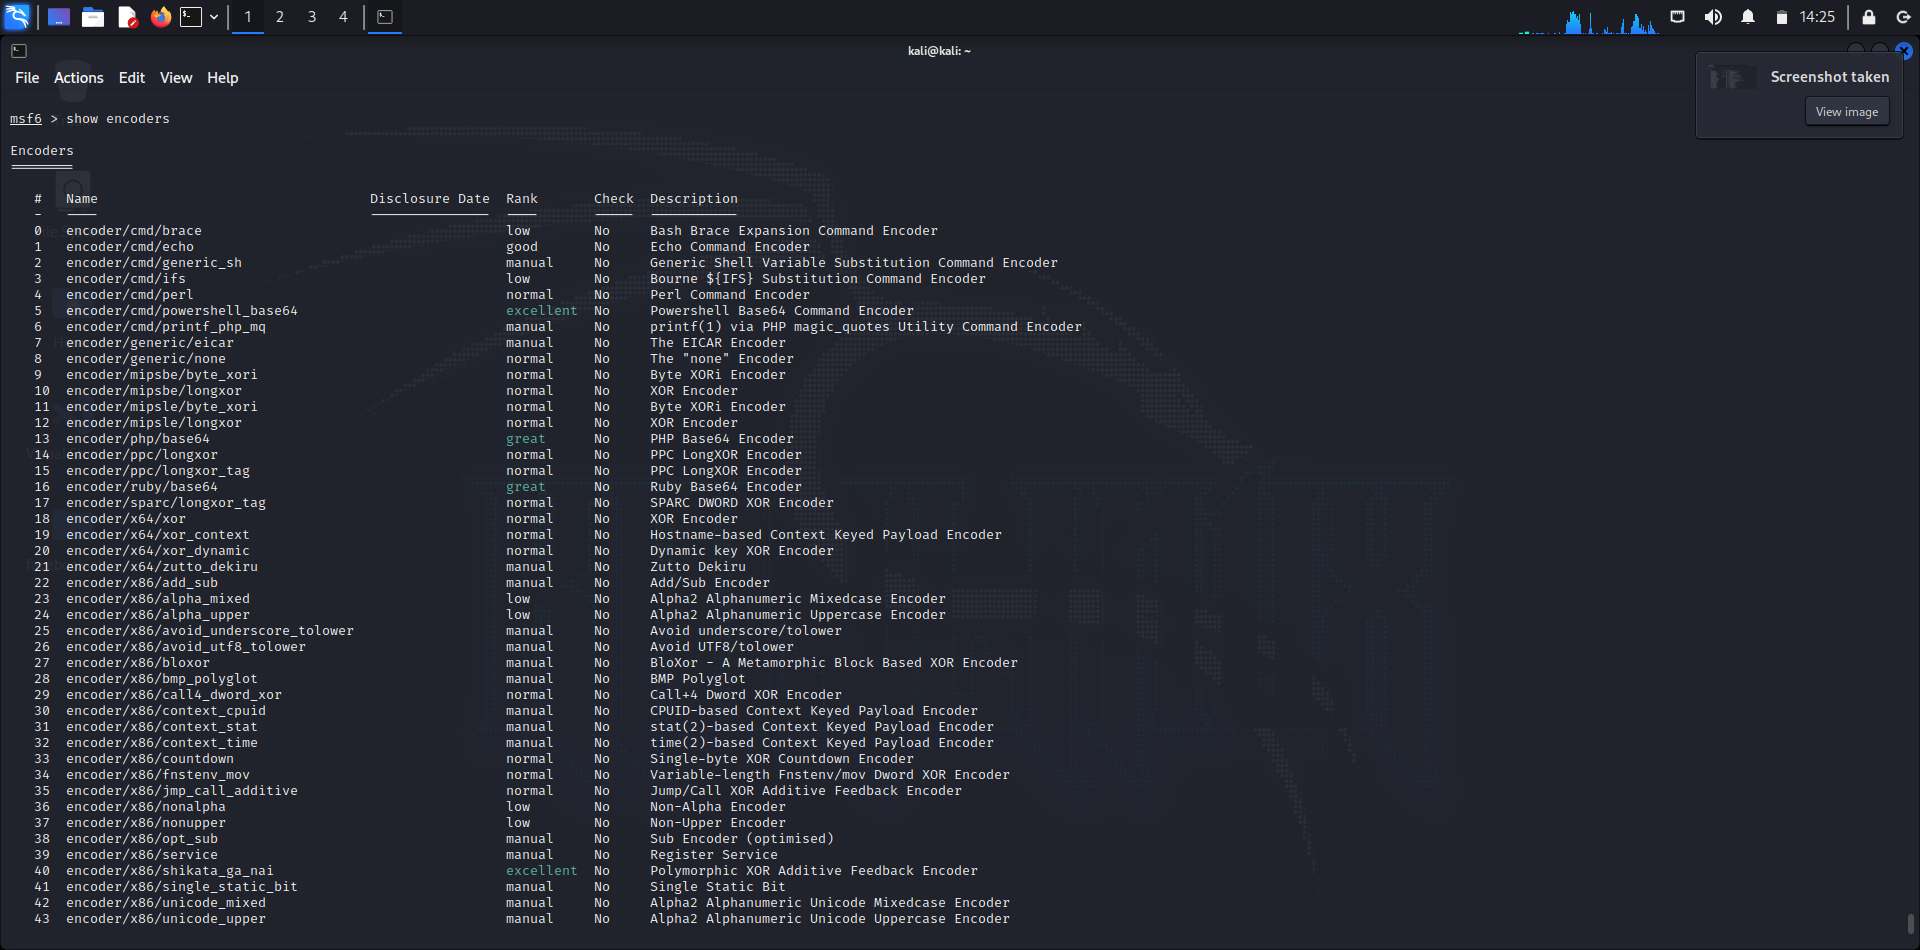 1 2 3 4 14:25
kali@kali: ~
File Actions Edit View Help
Screenshot taken
View image
msf6 > show encoders
Encoders
========
# Name Disclosure Date Rank Check Description
- ---- --------------- ---- ----- -----------
0 encoder/cmd/brace low No Bash Brace Expansion Command Encoder
1 encoder/cmd/echo good No Echo Command Encoder
2 encoder/cmd/generic_sh manual No Generic Shell Variable Substitution Command Encoder
3 encoder/cmd/ifs low No Bourne ${IFS} Substitution Command Encoder
4 encoder/cmd/perl normal No Perl Command Encoder
5 encoder/cmd/powershell_base64 excellent No Powershell Base64 Command Encoder
6 encoder/cmd/printf_php_mq manual No printf(1) via PHP magic_quotes Utility Command Encoder
7 encoder/generic/eicar manual No The EICAR Encoder
8 encoder/generic/none normal No The "none" Encoder
9 encoder/mipsbe/byte_xori normal No Byte XORi Encoder
10 encoder/mipsbe/longxor normal No XOR Encoder
11 encoder/mipsle/byte_xori normal No Byte XORi Encoder
12 encoder/mipsle/longxor normal No XOR Encoder
13 encoder/php/base64 great No PHP Base64 Encoder
14 encoder/ppc/longxor normal No PPC LongXOR Encoder
15 encoder/ppc/longxor_tag normal No PPC LongXOR Encoder
16 encoder/ruby/base64 great No Ruby Base64 Encoder
17 encoder/sparc/longxor_tag normal No SPARC DWORD XOR Encoder
18 encoder/x64/xor normal No XOR Encoder
19 encoder/x64/xor_context normal No Hostname-based Context Keyed Payload Encoder
20 encoder/x64/xor_dynamic normal No Dynamic key XOR Encoder
21 encoder/x64/zutto_dekiru manual No Zutto Dekiru
22 encoder/x86/add_sub manual No Add/Sub Encoder
23 encoder/x86/alpha_mixed low No Alpha2 Alphanumeric Mixedcase Encoder
24 encoder/x86/alpha_upper low No Alpha2 Alphanumeric Uppercase Encoder
25 encoder/x86/avoid_underscore_tolower manual No Avoid underscore/tolower
26 encoder/x86/avoid_utf8_tolower manual No Avoid UTF8/tolower
27 encoder/x86/bloxor manual No BloXor - A Metamorphic Block Based XOR Encoder
28 encoder/x86/bmp_polyglot manual No BMP Polyglot
29 encoder/x86/call4_dword_xor normal No Call+4 Dword XOR Encoder
30 encoder/x86/context_cpuid manual No CPUID-based Context Keyed Payload Encoder
31 encoder/x86/context_stat manual No stat(2)-based Context Keyed Payload Encoder
32 encoder/x86/context_time manual No time(2)-based Context Keyed Payload Encoder
33 encoder/x86/countdown normal No Single-byte XOR Countdown Encoder
34 encoder/x86/fnstenv_mov normal No Variable-length Fnstenv/mov Dword XOR Encoder
35 encoder/x86/jmp_call_additive normal No Jump/Call XOR Additive Feedback Encoder
36 encoder/x86/nonalpha low No Non-Alpha Encoder
37 encoder/x86/nonupper low No Non-Upper Encoder
38 encoder/x86/opt_sub manual No Sub Encoder (optimised)
39 encoder/x86/service manual No Register Service
40 encoder/x86/shikata_ga_nai excellent No Polymorphic XOR Additive Feedback Encoder
41 encoder/x86/single_static_bit manual No Single Static Bit
42 encoder/x86/unicode_mixed manual No Alpha2 Alphanumeric Unicode Mixedcase Encoder
43 encoder/x86/unicode_upper manual No Alpha2 Alphanumeric Unicode Uppercase Encoder